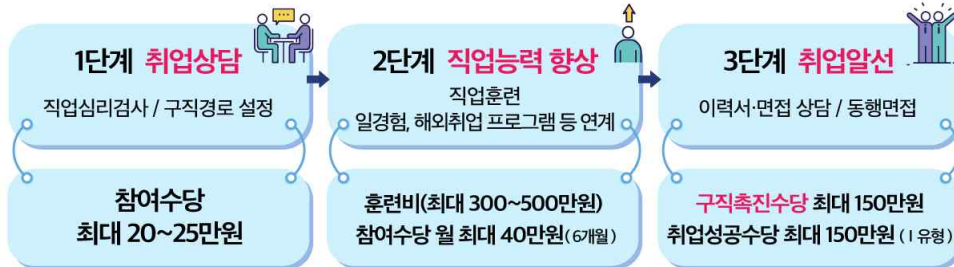 1단계 취업상담
직업심리검사 / 구직경로 설정
참여수당
최대 20~25만원
2단계 직업능력 향상
직업훈련
일경험, 해외취업 프로그램 등 연계
훈련비(최대 300~500만원)
참여수당 월 최대 40만원(6개월)
3단계 취업알선
이력서·면접 상담 / 동행면접
구직촉진수당 최대 150만원
취업성공수당 최대 150만원(Ⅰ유형)